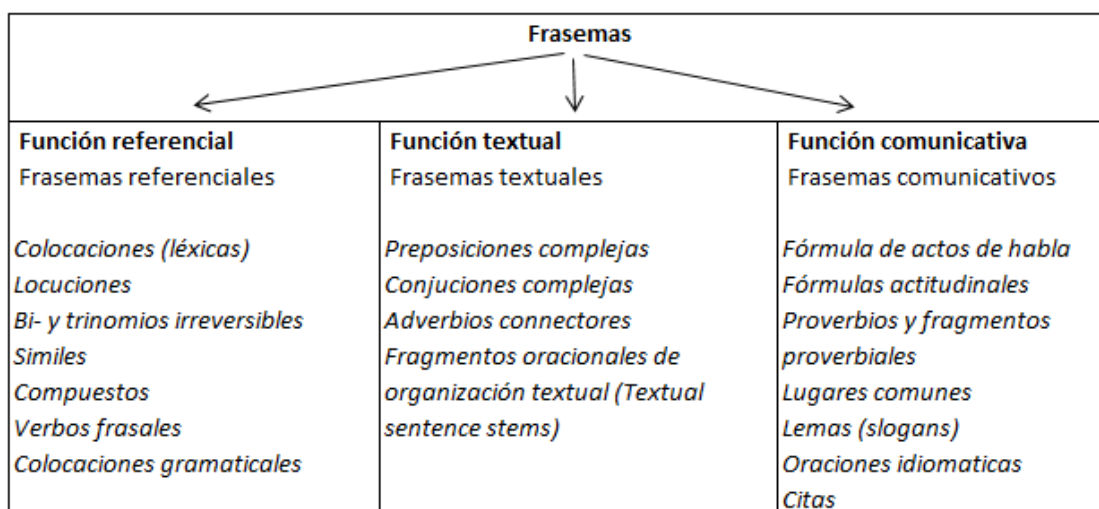 Frasemas
Función referencial
Frasemas referenciales
Colocaciones (léxicas)
Locuciones
Bi- y trinomios irreversibles
Similes
Compuestos
Verbos frasales
Colocaciones gramaticales
Función textual
Frasemas textuales
Preposiciones complejas
Conjuciones complejas
Adverbios connectores
Fragmentos oracionales de
organización textual (Textual
sentence stems)
Función comunicativa
Frasemas comunicativos
Fórmula de actos de habla
Fórmulas actitudinales
Proverbios y fragmentos
proverbiales
Lugares comunes
Lemas (slogans)
Oraciones idiomaticas
Citas